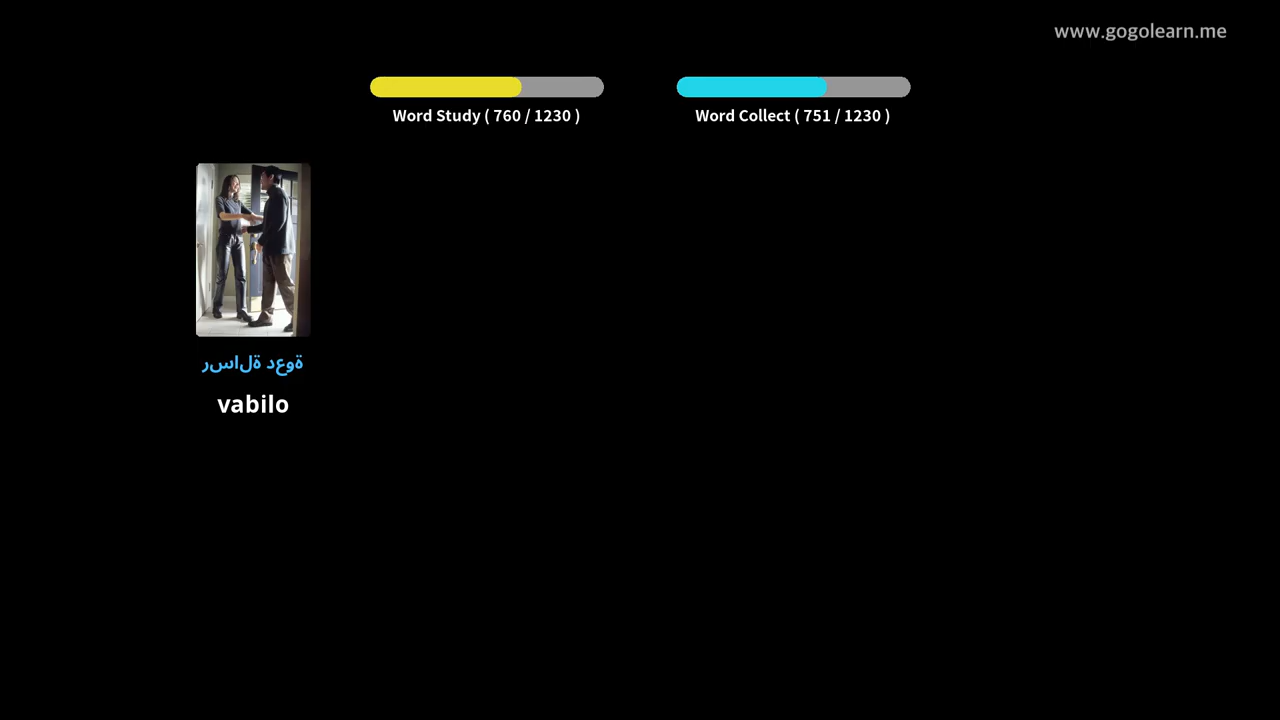 www.gogolearn.me
Word Study ( 760 / 1230 )
Word Collect ( 751 / 1230 )
رسالة دعوة
vabilo